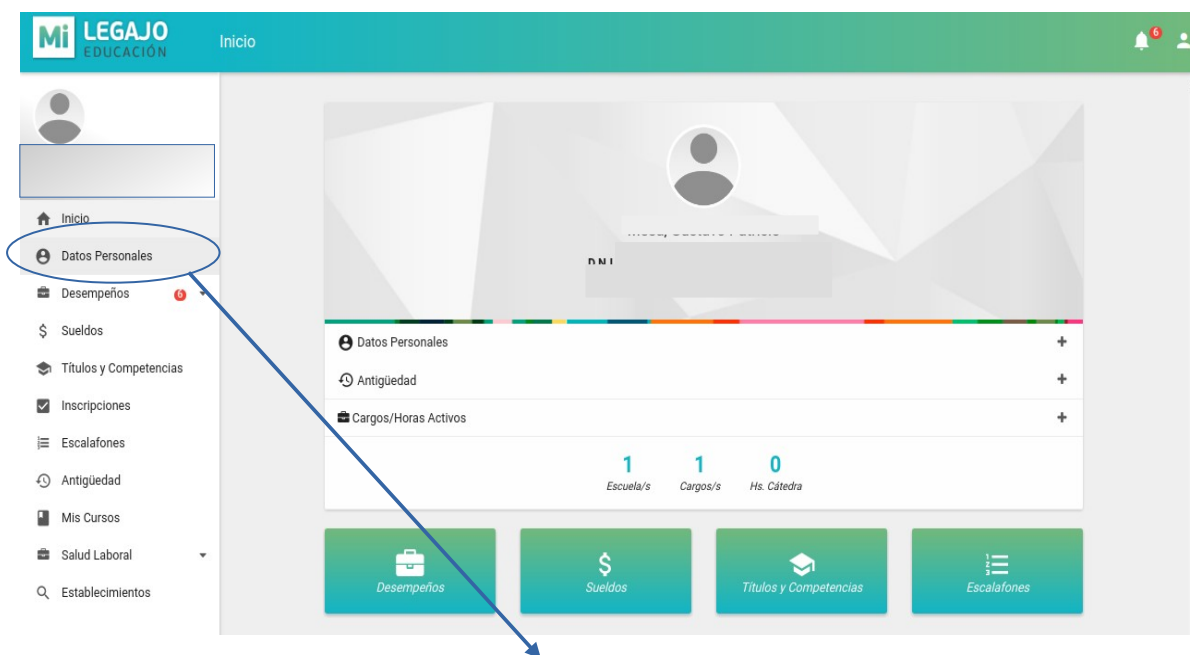 Mi LEGAJO EDUCACIÓN
Inicio
6
Inicio
Datos Personales
Desempeños 6
Sueldos
Títulos y Competencias
Inscripciones
Escalafones
Antigüedad
Mis Cursos
Salud Laboral
Establecimientos
DNI
Datos Personales
Antigüedad
Cargos/Horas Activos
1 1 0
Escuela/s Cargos/s Hs. Cátedra
Desempeños
Sueldos
Títulos y Competencias
Escalafones